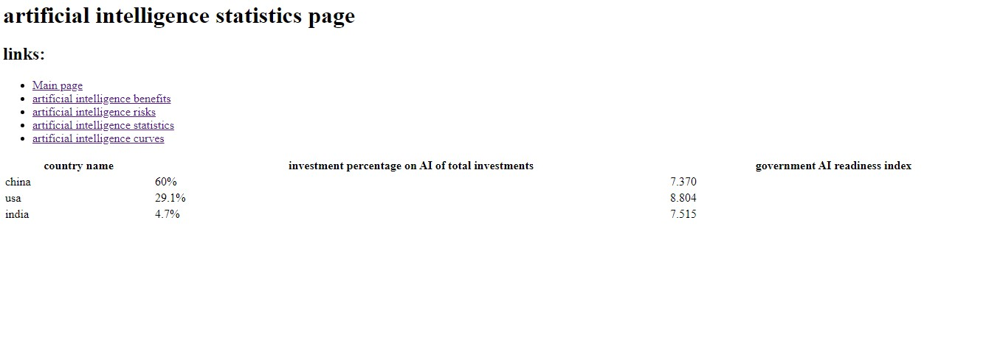 artificial intelligence statistics page
links:
Main page
artificial intelligence benefits
artificial intelligence risks
artificial intelligence statistics
artificial intelligence curves
country name investment percentage on AI of total investments government AI readiness index
china 60% 7.370
usa 29.1% 8.804
india 4.7% 7.515